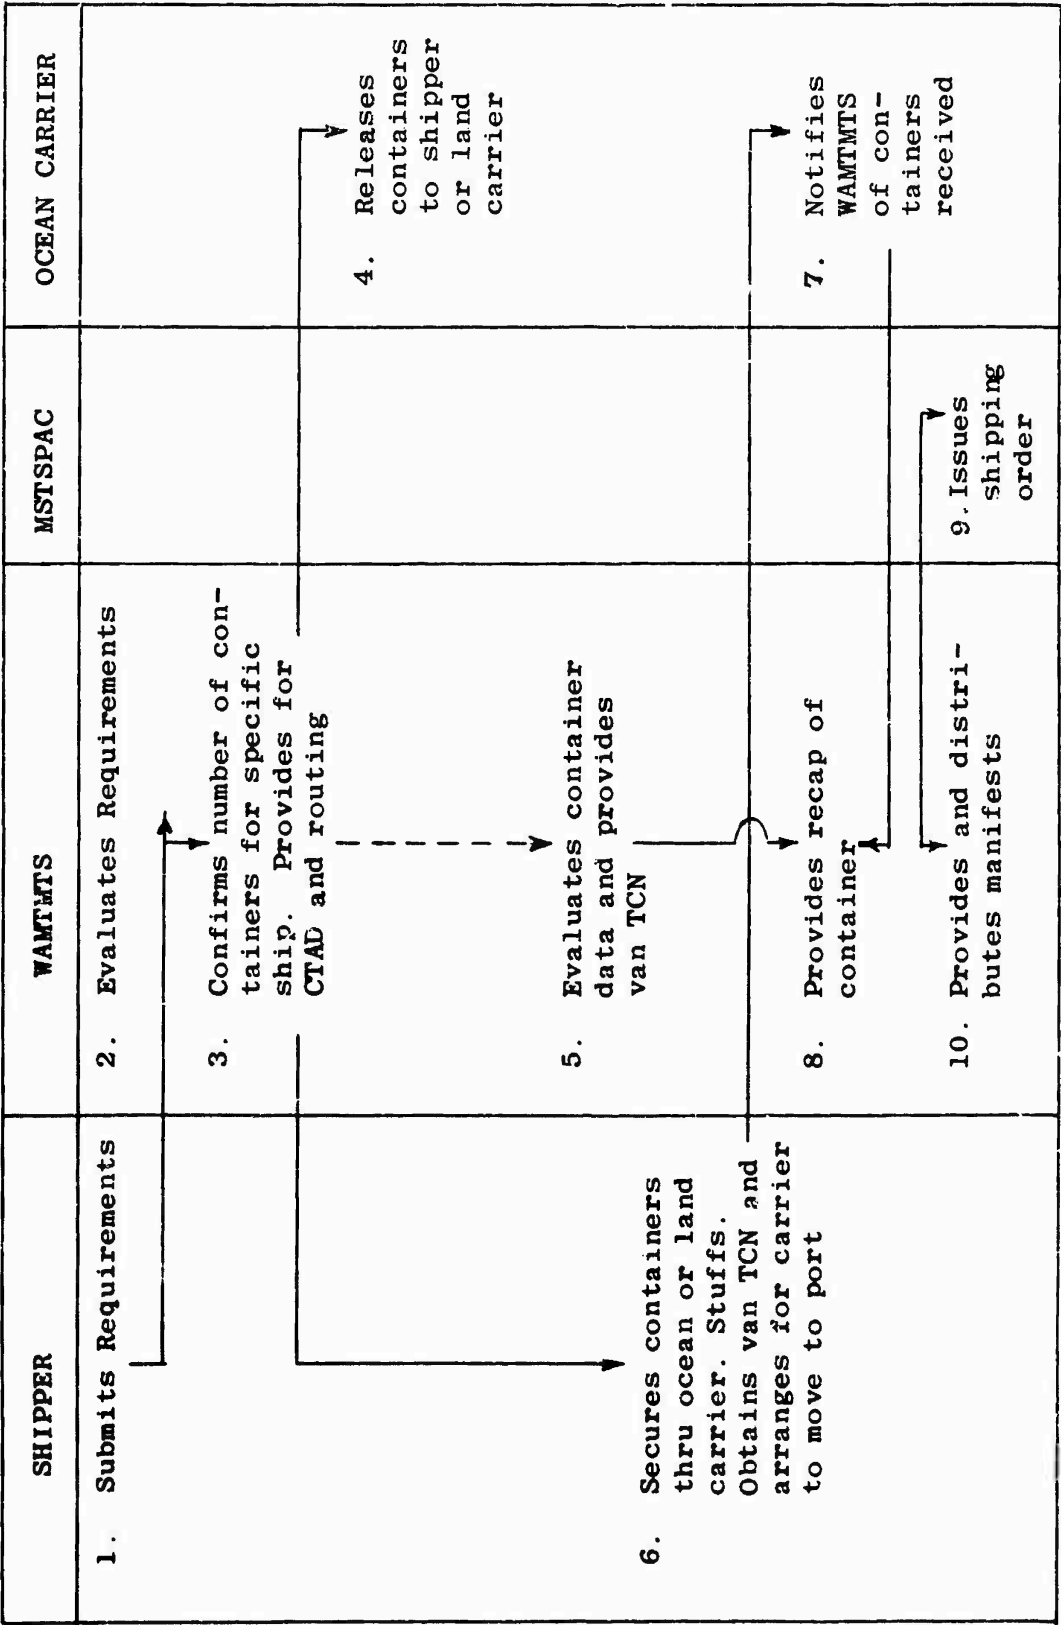 SHIPPER
WAMTMTS
MSTSPAC
OCEAN CARRIER
1. Submits Requirements
2. Evaluates Requirements
3. Confirms number of con-
tainers for specific
ship. Provides for
CTAD and routing
4. Releases
containers
to shipper
or land
carrier
5. Evaluates container
data and provides
van TCN
6. Secures containers
thru ocean or land
carrier. Stuffs.
Obtains van TCN and
arranges for carrier
to move to port
7. Notifies
WAMTMTS
of con-
tainers
received
8. Provides recap of
container
9. Issues
shipping
order
10. Provides and distri-
butes manifests